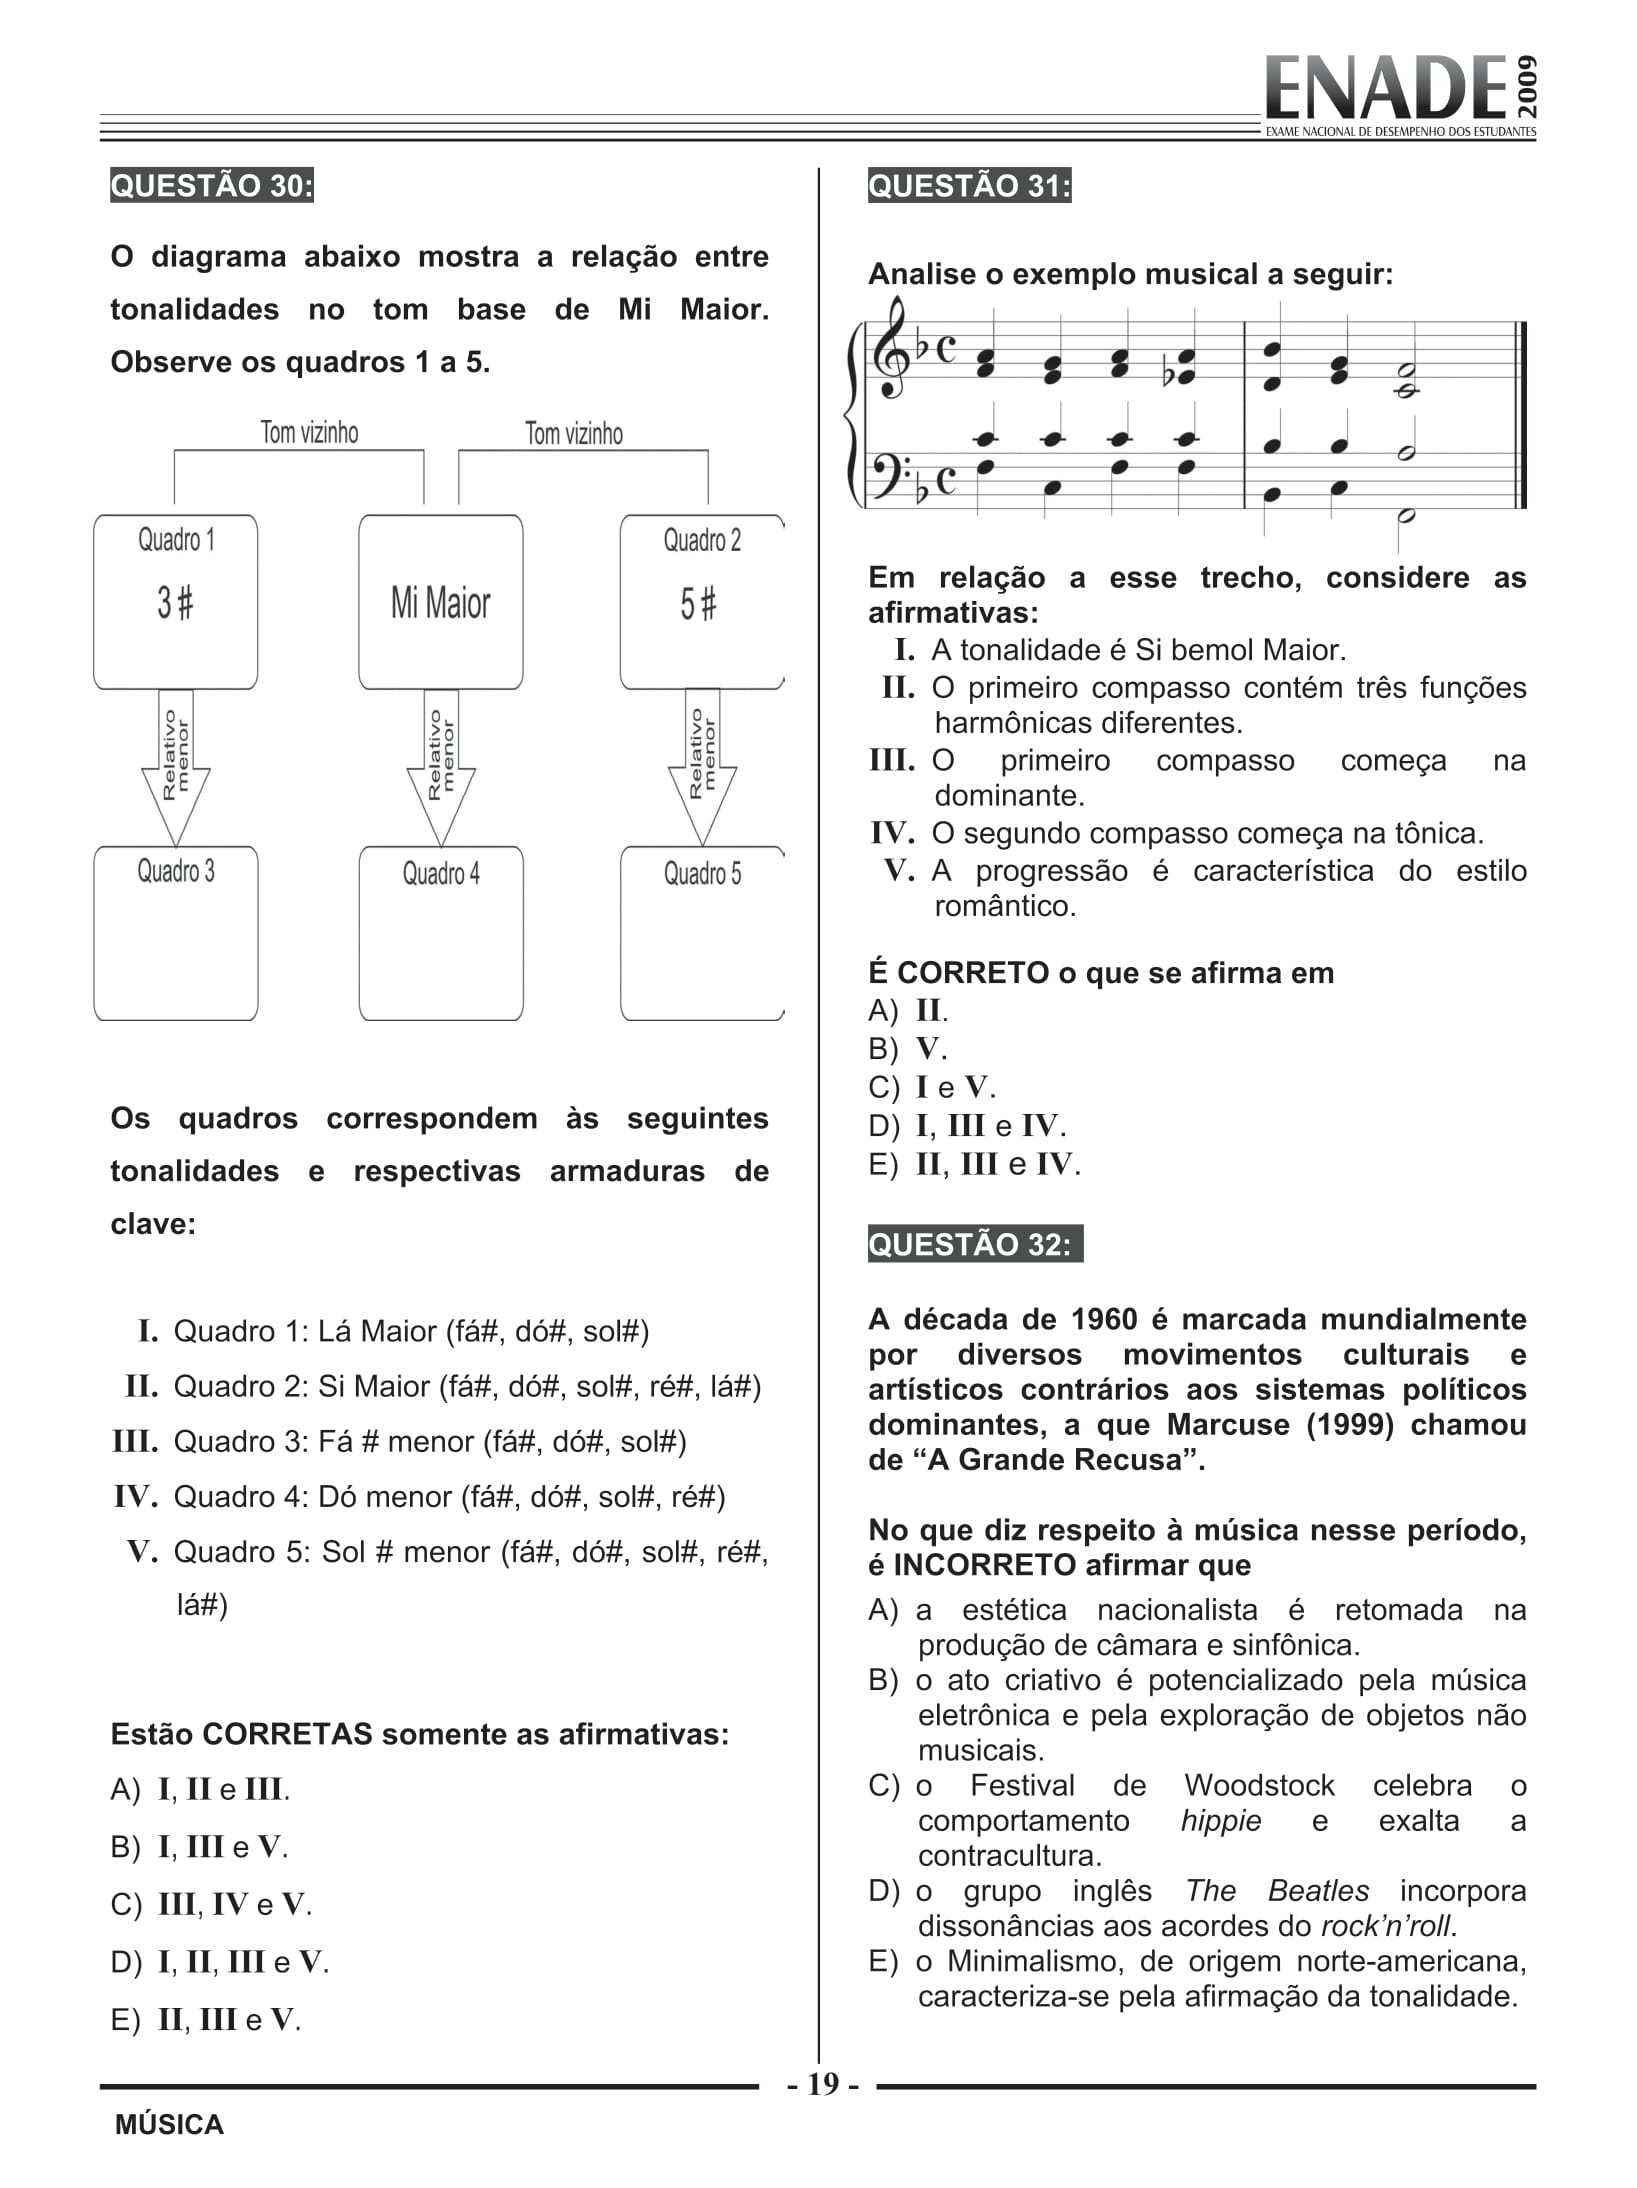 ENADE 2009
EXAME NACIONAL DE DESEMPENHO DOS ESTUDANTES
QUESTÃO 30:
O diagrama abaixo mostra a relação entre
tonalidades no tom base de Mi Maior.
Observe os quadros 1 a 5.
Tom vizinho
Tom vizinho
Quadro 1
3 #
Mi Maior
Quadro 2
5 #
Relativo
menor
Relativo
menor
Relativo
menor
Quadro 3
Quadro 4
Quadro 5
Os quadros correspondem às seguintes
tonalidades e respectivas armaduras de
clave:
I. Quadro 1: Lá Maior (fá#, dó#, sol#)
II. Quadro 2: Si Maior (fá#, dó#, sol#, ré#, lá#)
III. Quadro 3: Fá # menor (fá#, dó#, sol#)
IV. Quadro 4: Dó menor (fá#, dó#, sol#, ré#)
V. Quadro 5: Sol # menor (fá#, dó#, sol#, ré#,
lá#)
Estão CORRETAS somente as afirmativas:
A) I, II e III.
B) I, III e V.
C) III, IV e V.
D) I, II, III e V.
E) II, III e V.
QUESTÃO 31:
Analise o exemplo musical a seguir:
Em relação a esse trecho, considere as
afirmativas:
I. A tonalidade é Si bemol Maior.
II. O primeiro compasso contém três funções
harmônicas diferentes.
III. O primeiro compasso começa na
dominante.
IV. O segundo compasso começa na tônica.
V. A progressão é característica do estilo
romântico.
É CORRETO o que se afirma em
A) II.
B) V.
C) I e V.
D) I, III e IV.
E) II, III e IV.
QUESTÃO 32:
A década de 1960 é marcada mundialmente
por diversos movimentos culturais e
artísticos contrários aos sistemas políticos
dominantes, a que Marcuse (1999) chamou
de “A Grande Recusa”.
No que diz respeito à música nesse período,
é INCORRETO afirmar que
A) a estética nacionalista é retomada na
produção de câmara e sinfônica.
B) o ato criativo é potencializado pela música
eletrônica e pela exploração de objetos não
musicais.
C) o Festival de Woodstock celebra o
comportamento hippie e exalta a
contracultura.
D) o grupo inglês The Beatles incorpora
dissonâncias aos acordes do rock’n’roll.
E) o Minimalismo, de origem norte-americana,
caracteriza-se pela afirmação da tonalidade.
- 19 -
MÚSICA